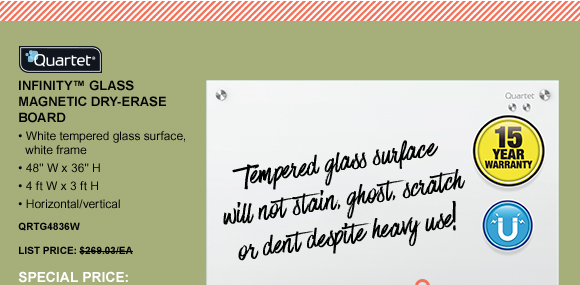 Quartet®
INFINITY™ GLASS
MAGNETIC DRY-ERASE
BOARD
• White tempered glass surface,
white frame
• 48" W x 36" H
• 4 ft W x 3 ft H
• Horizontal/vertical
QRTG4836W
LIST PRICE: $269.03/EA
SPECIAL PRICE:
Quartet
15
YEAR
WARRANTY
Tempered glass surface
will not stain, ghost, scratch
or dent despite heavy use!